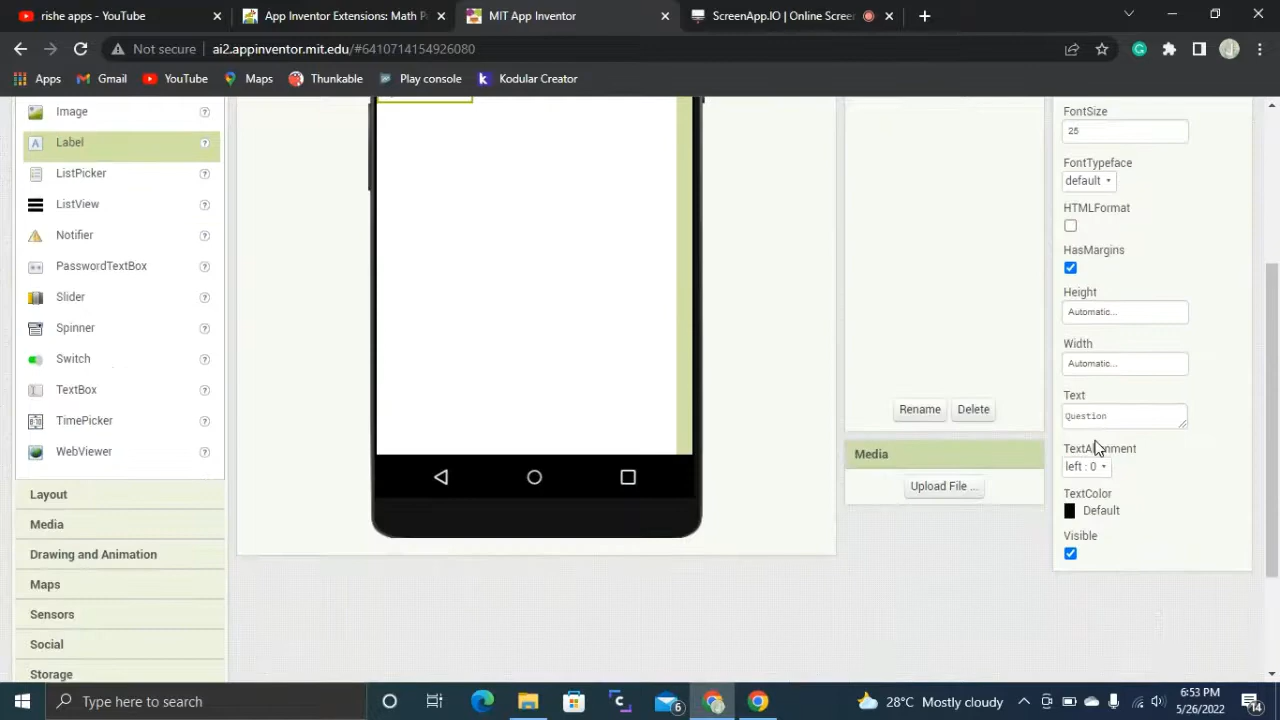 rishe apps - YouTube
App Inventor Extensions: Math P
MIT App Inventor
ScreenApp.IO | Online Screen
Not secure
ai2.appinventor.mit.edu/#6410714154926080
Apps
Gmail
YouTube
Maps
Thunkable
Play console
Kodular Creator
Image
Label
ListPicker
ListView
Notifier
PasswordTextBox
Slider
Spinner
Switch
TextBox
TimePicker
WebViewer
Layout
Media
Drawing and Animation
Maps
Sensors
Social
Storage
Rename
Delete
Media
Upload File ...
FontSize
25
FontTypeface
default
HTMLFormat
HasMargins
Height
Automatic...
Width
Automatic...
Text
Question
TextAlignment
left : 0
TextColor
Default
Visible
Type here to search
6
28°C Mostly cloudy
6:53 PM
5/26/2022
14